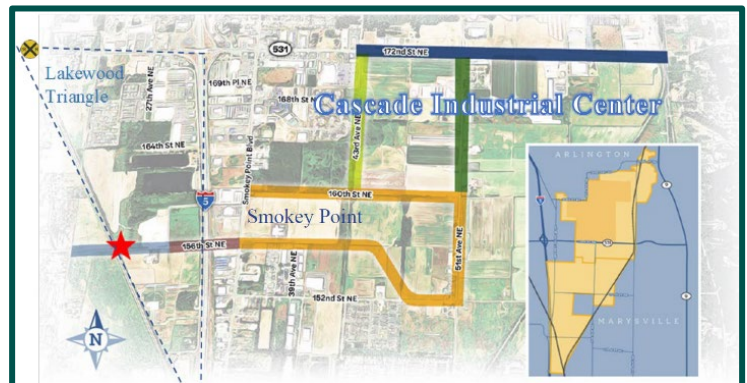 531
172nd St NE
Lakewood
Triangle
27th Ave NE
169th Pl NE
168th St N
Cascade Industrial Center
43rd Ave NE
164th St NE
Smokey Point Blvd
5
160th St NE
Smokey Point
51st Ave NE
156th St NE
39th Ave NE
152nd St NE
N
ARLINGTON
MARYSVILLE